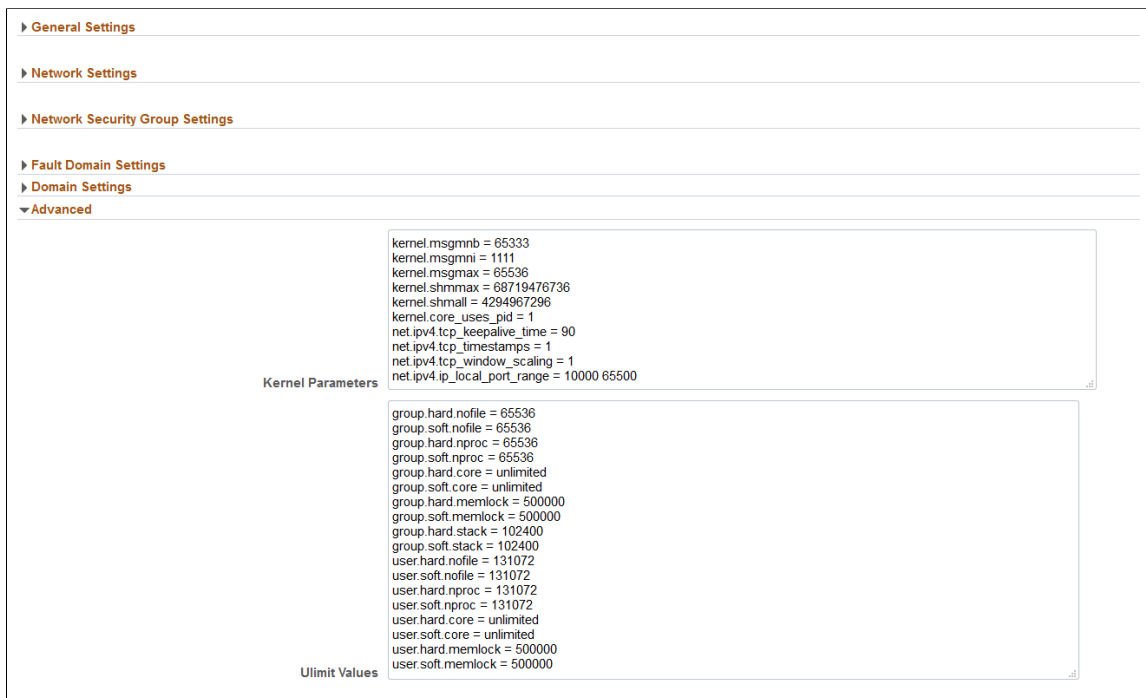 General Settings
Network Settings
Network Security Group Settings
Fault Domain Settings
Domain Settings
Advanced
kernel.msgmnb = 65333
kernel.msgmni = 1111
kernel.msgmax = 65536
kernel.shmmax = 68719476736
kernel.shmall = 4294967296
kernel.core_uses_pid = 1
net.ipv4.tcp_keepalive_time = 90
net.ipv4.tcp_timestamps = 1
net.ipv4.tcp_window_scaling = 1
net.ipv4.ip_local_port_range = 10000 65500
Kernel Parameters
group.hard.nofile = 65536
group.soft.nofile = 65536
group.hard.nproc = 65536
group.soft.nproc = 65536
group.hard.core = unlimited
group.soft.core = unlimited
group.hard.memlock = 500000
group.soft.memlock = 500000
group.hard.stack = 102400
group.soft.stack = 102400
user.hard.nofile = 131072
user.soft.nofile = 131072
user.hard.nproc = 131072
user.soft.nproc = 131072
user.hard.core = unlimited
user.soft.core = unlimited
user.hard.memlock = 500000
user.soft.memlock = 500000
Ulimit Values